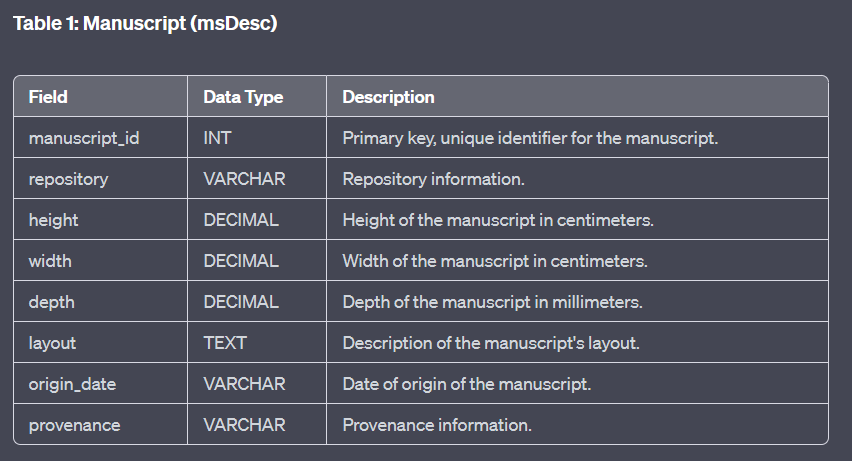 Table 1: Manuscript (msDesc)
Field Data Type Description
manuscript_id INT Primary key, unique identifier for the manuscript.
repository VARCHAR Repository information.
height DECIMAL Height of the manuscript in centimeters.
width DECIMAL Width of the manuscript in centimeters.
depth DECIMAL Depth of the manuscript in millimeters.
layout TEXT Description of the manuscript's layout.
origin_date VARCHAR Date of origin of the manuscript.
provenance VARCHAR Provenance information.